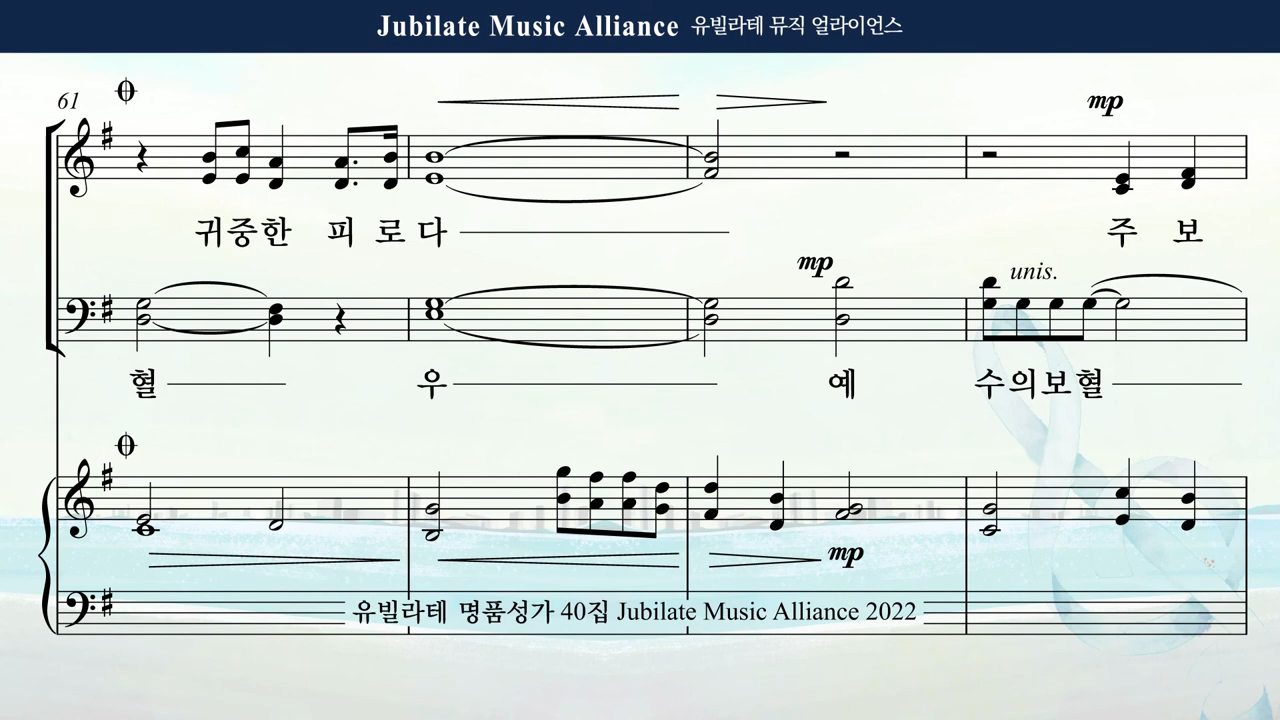 Jubilate Music Alliance 유빌라테 뮤직 얼라이언스
61
mp
귀중한 피 로 다 주 보
mp unis.
혈 우 예 수의보혈
mp
유빌라테 명품성가 40집 Jubilate Music Alliance 2022